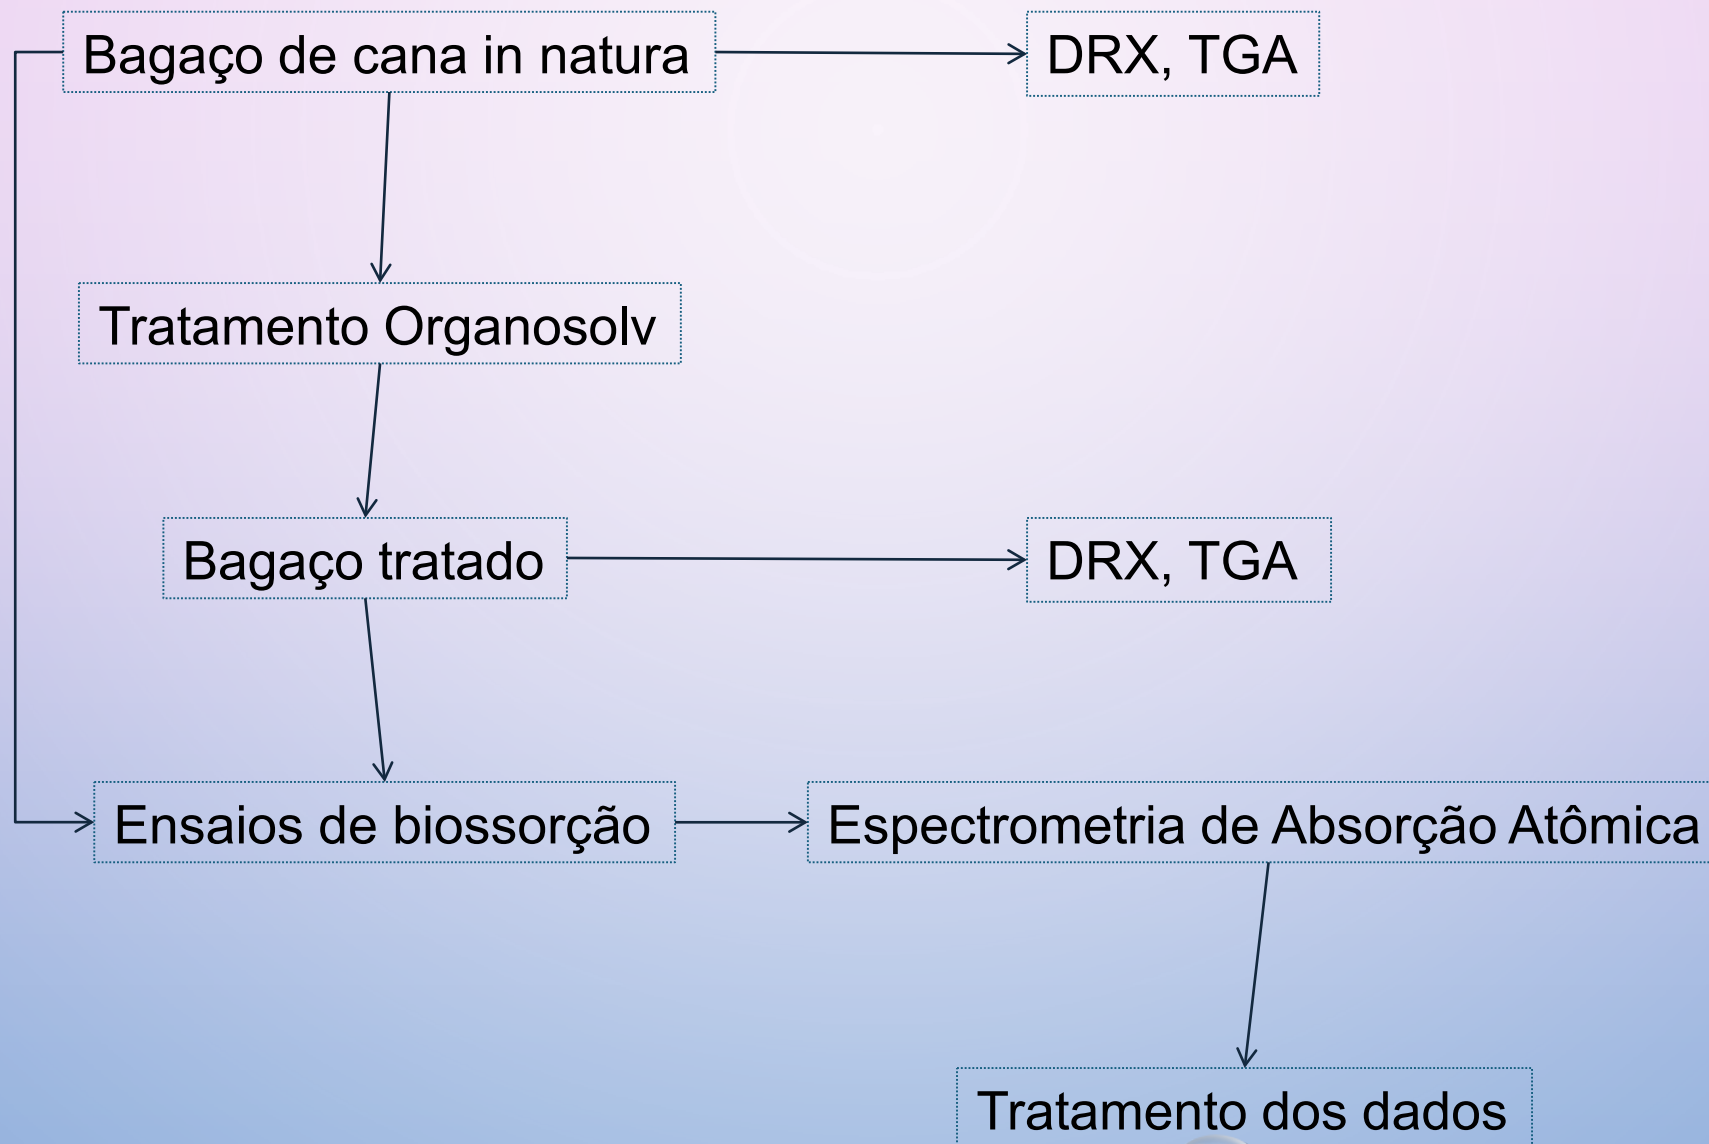 Bagaço de cana in natura
DRX, TGA
Tratamento Organosolv
Bagaço tratado
DRX, TGA
Ensaios de biossorção
Espectrometria de Absorção Atômica
Tratamento dos dados